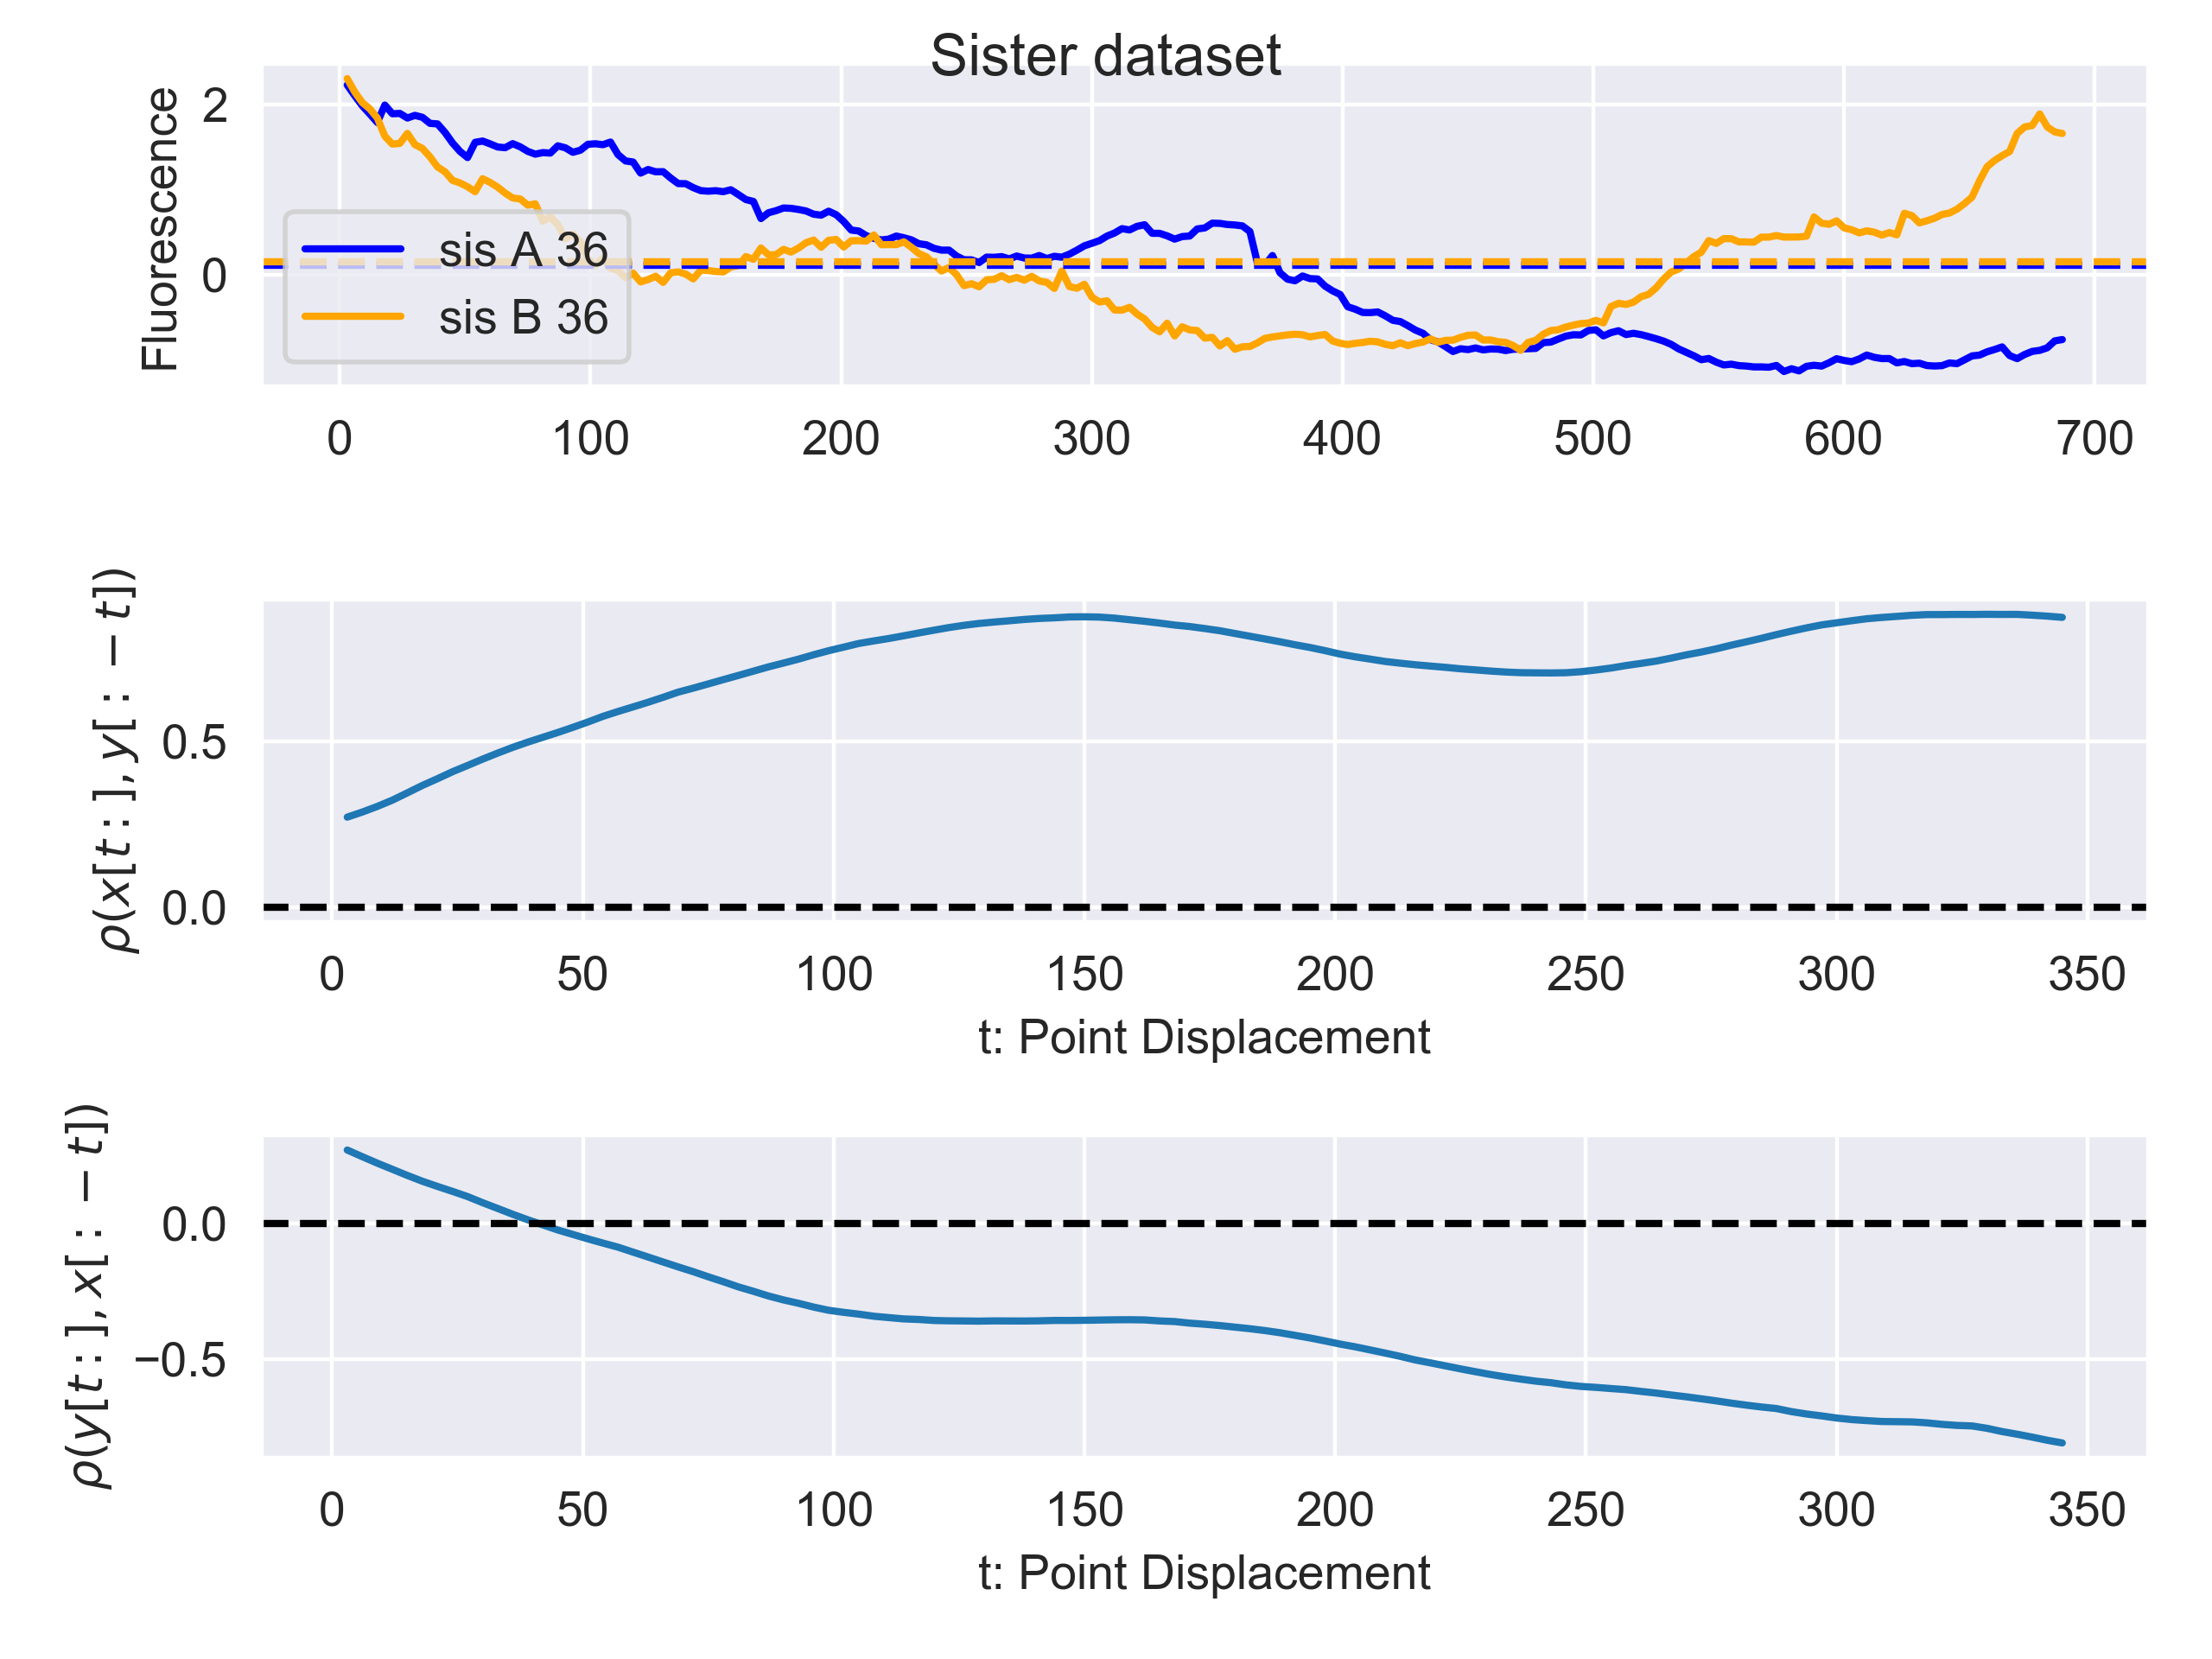 Sister dataset
Fluorescence
2
0
sis A 36
sis B 36
0 100 200 300 400 500 600 700
ρ(x[t:], y[: −t])
0.5
0.0
0 50 100 150 200 250 300 350
t: Point Displacement
ρ(y[t:], x[: −t])
0.0
−0.5
0 50 100 150 200 250 300 350
t: Point Displacement